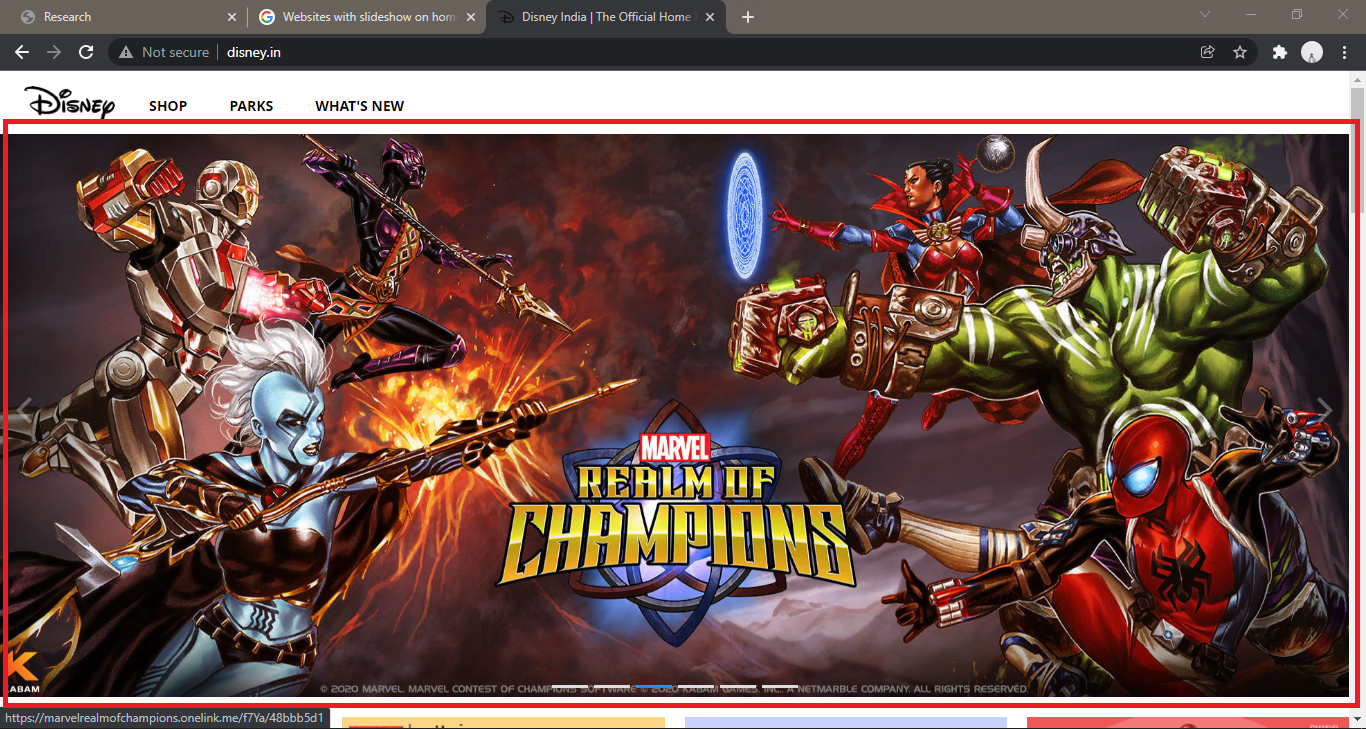 Research
Websites with slideshow on hom
Disney India | The Official Home
Not secure
disney.in
Disney
SHOP
PARKS
WHAT'S NEW
MARVEL
REALM OF
CHAMPIONS
K
KABAM
© 2020 MARVEL. MARVEL CONTEST OF CHAMPIONS SOFTWARE © 2020 KABAM GAMES, INC., A NETMARBLE COMPANY. ALL RIGHTS RESERVED.
https://marvelrealmofchampions.onelink.me/f7Ya/48bbb5d1